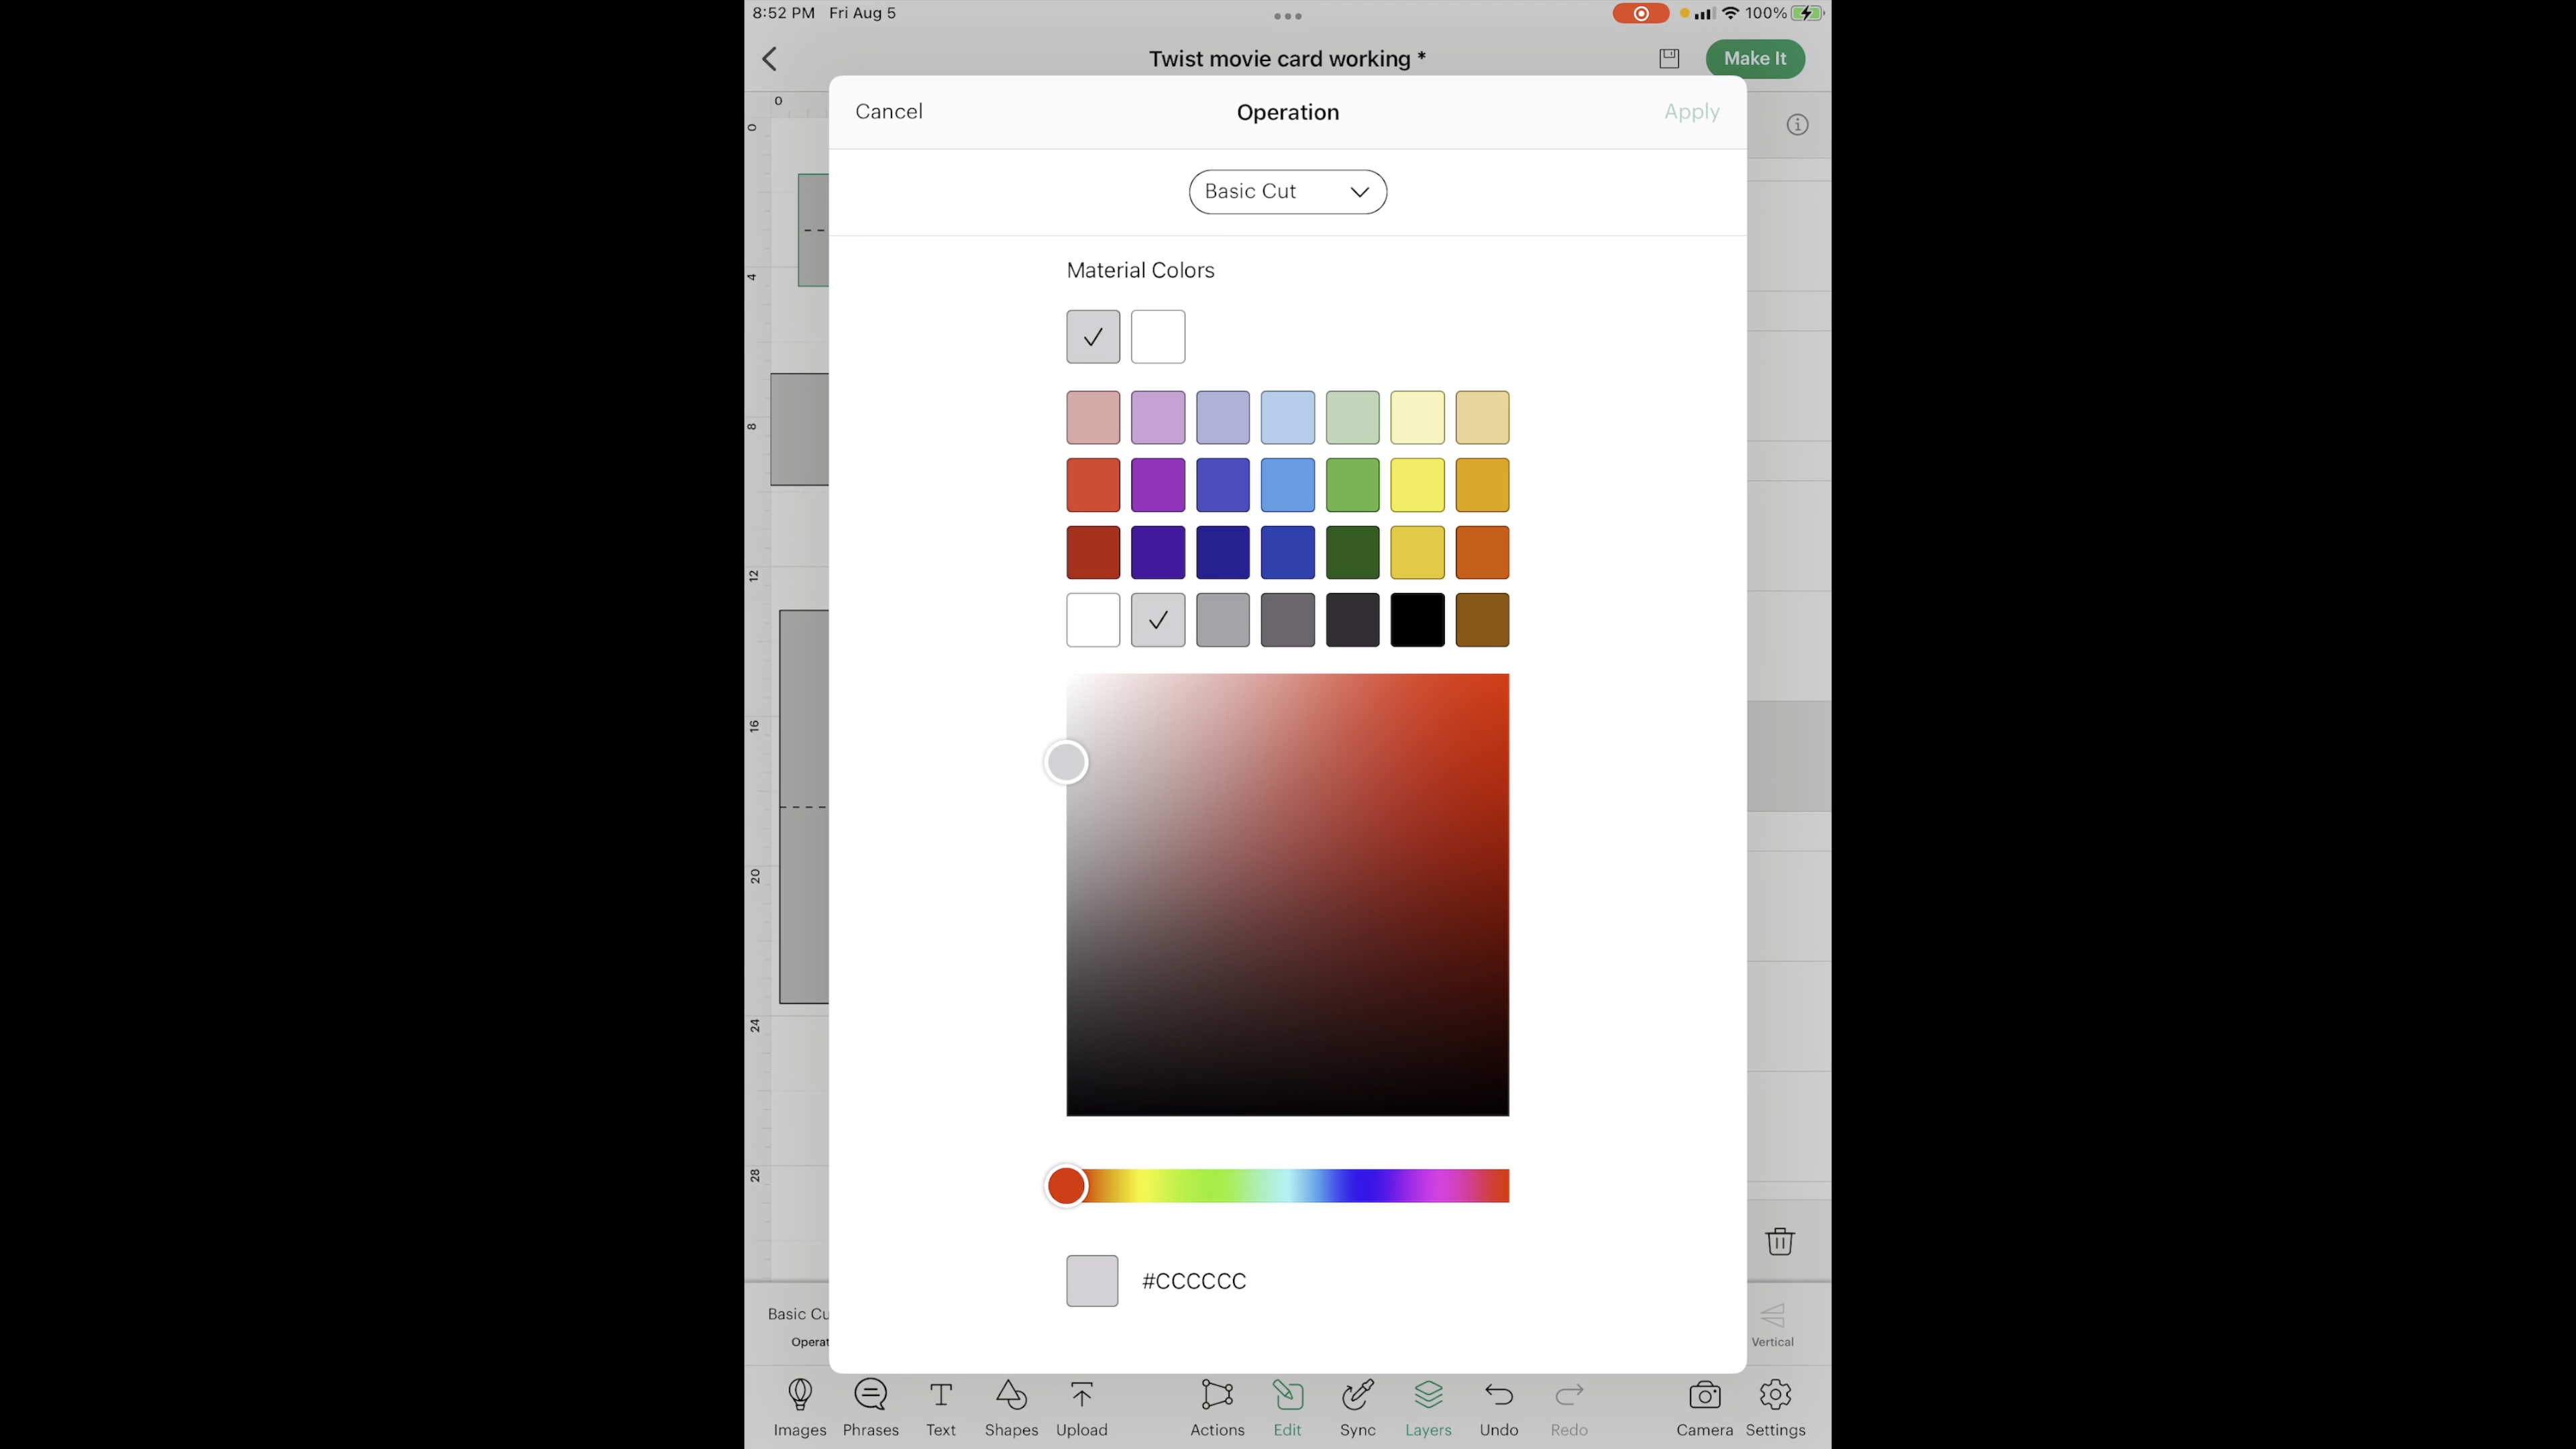 8:52 PM Fri Aug 5
100%
Twist movie card working *
Make It
Cancel
Operation
Apply
0
0
4
8
12
16
20
24
28
Basic Cut
Material Colors
#CCCCCC
Basic Cu
Operat
Vertical
Images
Phrases
Text
Shapes
Upload
Actions
Edit
Sync
Layers
Undo
Redo
Camera
Settings